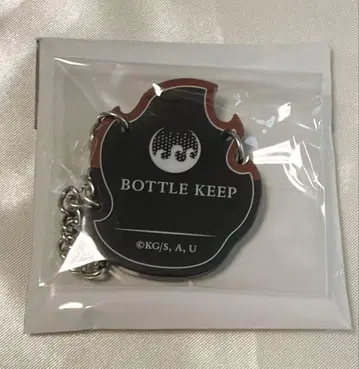 BOTTLE KEEP
©KG/S, A, U